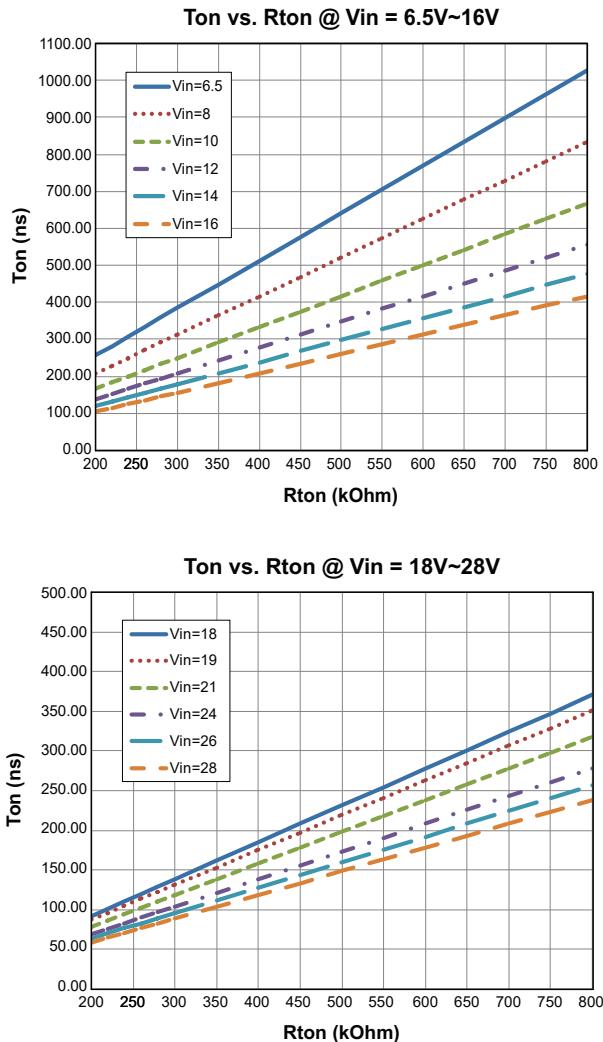 Ton vs. Rton @ Vin = 6.5V~16V
1100.00
1000.00
900.00
800.00
700.00
600.00
500.00
400.00
300.00
200.00
100.00
0.00
Ton (ns)
Vin=6.5
Vin=8
Vin=10
Vin=12
Vin=14
Vin=16
200 250 300 350 400 450 500 550 600 650 700 750 800
Rton (kOhm)
Ton vs. Rton @ Vin = 18V~28V
500.00
450.00
400.00
350.00
300.00
250.00
200.00
150.00
100.00
50.00
0.00
Ton (ns)
Vin=18
Vin=19
Vin=21
Vin=24
Vin=26
Vin=28
200 250 300 350 400 450 500 550 600 650 700 750 800
Rton (kOhm)